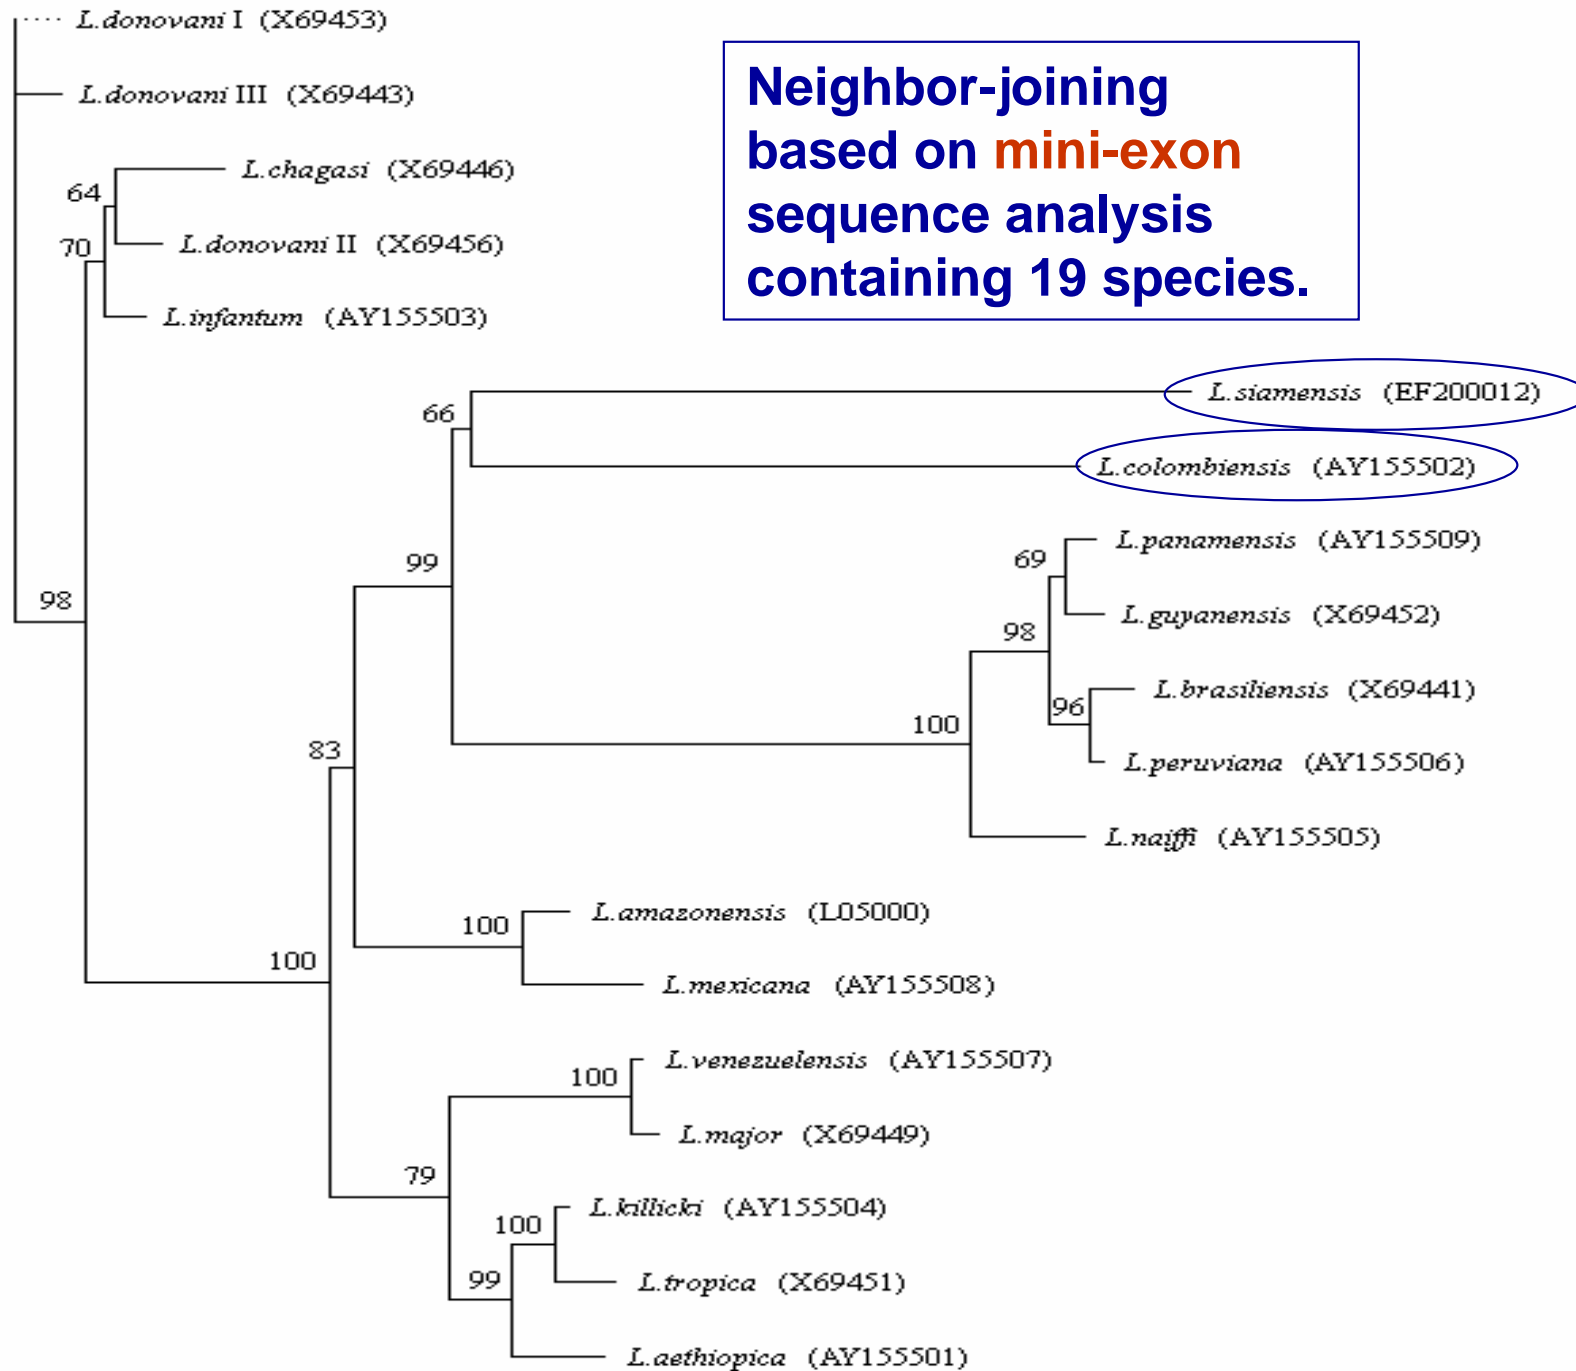 L.donovani I (X69453)
Neighbor-joining
based on mini-exon
sequence analysis
containing 19 species.
L.donovani III (X69443)
L.chagasi (X69446)
64
L.donovani II (X69456)
70
L.infantum (AY155503)
L.siamensis (EF200012)
66
L.colombiensis (AY155502)
L.panamensis (AY155509)
69
99
98
L.guyanensis (X69452)
98
L.brasiliensis (X69441)
96
100
83
L.peruviana (AY155506)
L.naiffi (AY155505)
L.amazonensis (L05000)
100
100
L.mexicana (AY155508)
L.venezuelensis (AY155507)
100
L.major (X69449)
79
L.killicki (AY155504)
100
L.tropica (X69451)
99
L.aethiopica (AY155501)